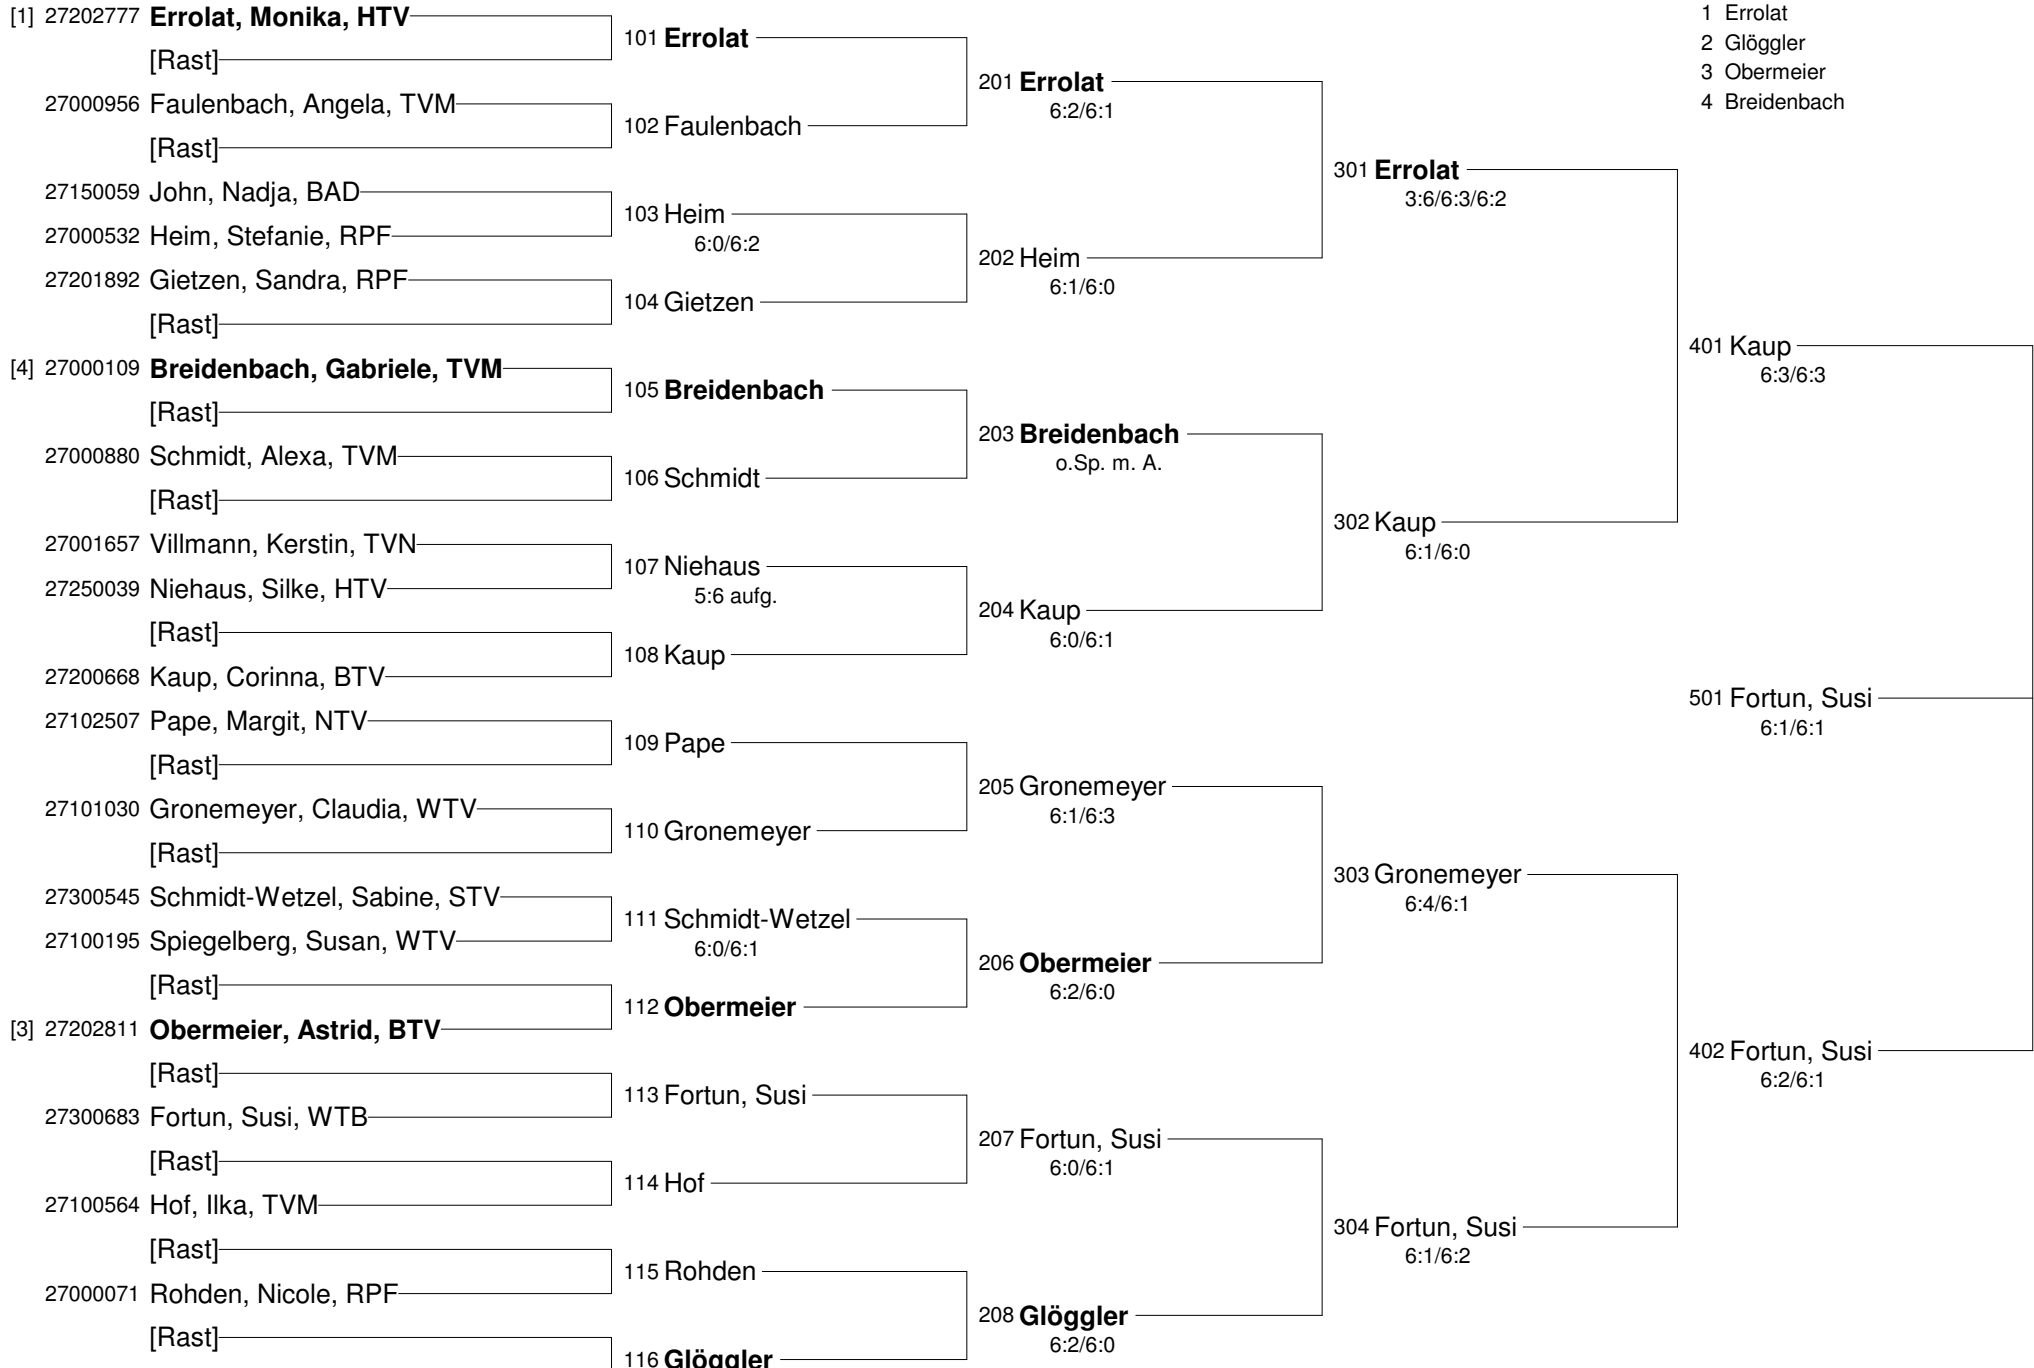 [1] 27202777 Errolat, Monika, HTV
[Rast]
27000956 Faulenbach, Angela, TVM
[Rast]
27150059 John, Nadja, BAD
27000532 Heim, Stefanie, RPF
27201892 Gietzen, Sandra, RPF
[Rast]
[4] 27000109 Breidenbach, Gabriele, TVM
[Rast]
27000880 Schmidt, Alexa, TVM
[Rast]
27001657 Villmann, Kerstin, TVN
27250039 Niehaus, Silke, HTV
[Rast]
27200668 Kaup, Corinna, BTV
27102507 Pape, Margit, NTV
[Rast]
27101030 Gronemeyer, Claudia, WTV
[Rast]
27300545 Schmidt-Wetzel, Sabine, STV
27100195 Spiegelberg, Susan, WTV
[Rast]
[3] 27202811 Obermeier, Astrid, BTV
[Rast]
27300683 Fortun, Susi, WTB
[Rast]
27100564 Hof, Ilka, TVM
[Rast]
27000071 Rohden, Nicole, RPF
[Rast]
101 Errolat
102 Faulenbach
103 Heim
6:0/6:2
104 Gietzen
105 Breidenbach
106 Schmidt
107 Niehaus
5:6 aufg.
108 Kaup
109 Pape
110 Gronemeyer
111 Schmidt-Wetzel
6:0/6:1
112 Obermeier
113 Fortun, Susi
114 Hof
115 Rohden
116 Glöggler
201 Errolat
6:2/6:1
202 Heim
6:1/6:0
203 Breidenbach
o.Sp. m. A.
204 Kaup
6:0/6:1
205 Gronemeyer
6:1/6:3
206 Obermeier
6:2/6:0
207 Fortun, Susi
6:0/6:1
208 Glöggler
6:2/6:0
301 Errolat
3:6/6:3/6:2
302 Kaup
6:1/6:0
303 Gronemeyer
6:4/6:1
304 Fortun, Susi
6:1/6:2
1 Errolat
2 Glöggler
3 Obermeier
4 Breidenbach
401 Kaup
6:3/6:3
501 Fortun, Susi
6:1/6:1
402 Fortun, Susi
6:2/6:1